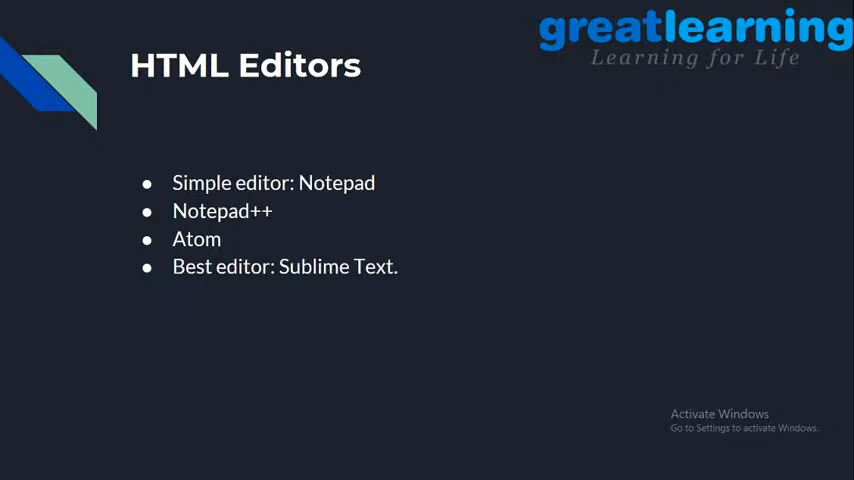 greatlearning
Learning for Life
HTML Editors
● Simple editor: Notepad
● Notepad++
● Atom
● Best editor: Sublime Text.
Activate Windows
Go to Settings to activate Windows.